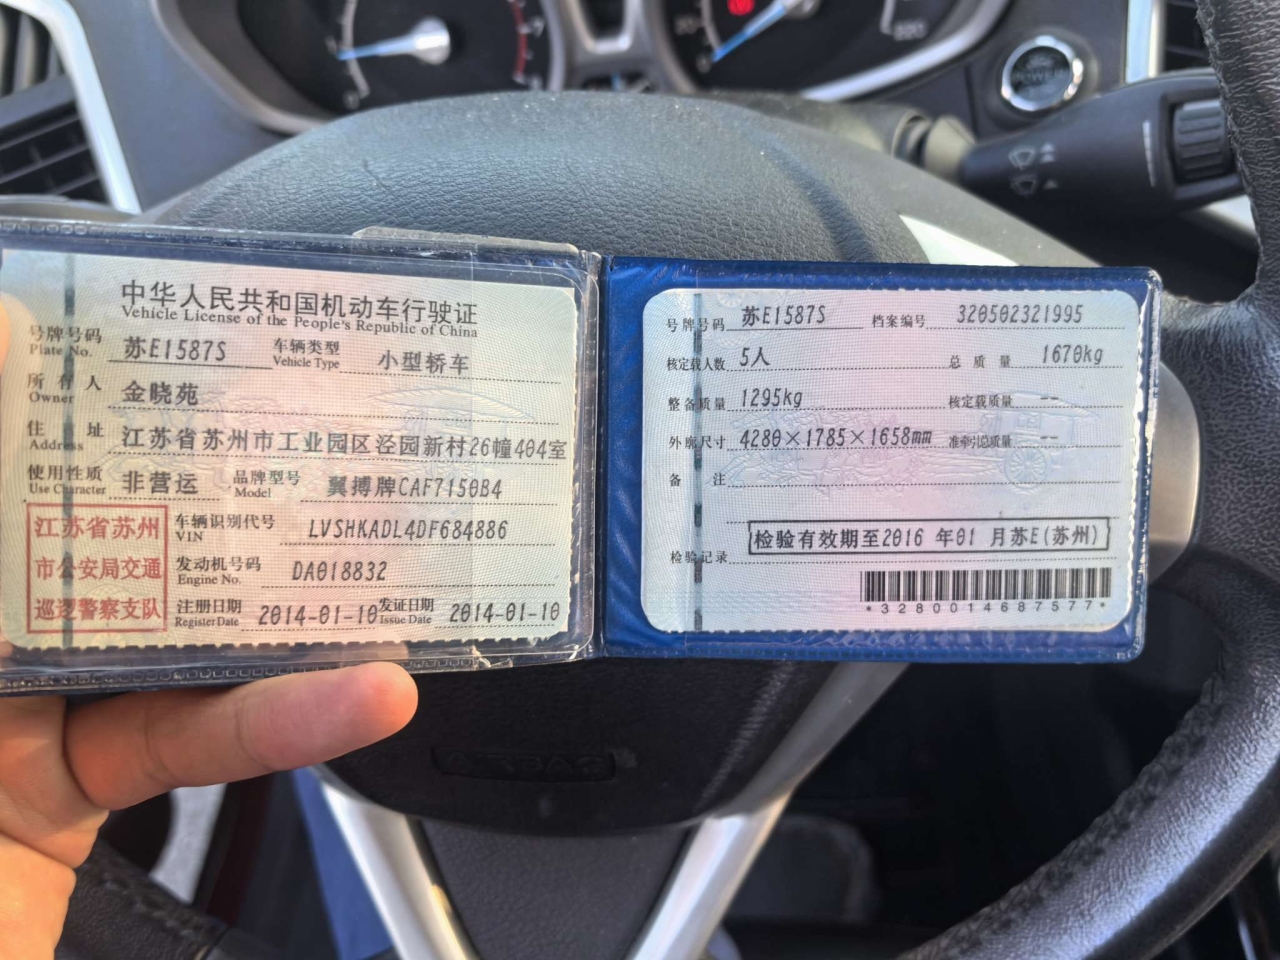 中华人民共和国机动车行驶证
Vehicle License of the People's Republic of China
号牌号码 苏E1587S 车辆类型 小型轿车
Plate No. Vehicle Type
所有人 金晓苑
Owner
住址 江苏省苏州市工业园区泾园新村26幢404室
Address
使用性质 非营运 品牌型号 翼搏牌CAF7150B4
Use Character Model
江苏省苏州
市公安局交通
巡逻警察支队
车辆识别代号 LVSHKADL4DF684886
VIN
发动机号码 DA018832
Engine No.
注册日期 2014-01-10 发证日期 2014-01-10
Register Date Issue Date
号牌号码 苏E1587S 档案编号 320502321995
核定载人数 5人 总质量 1670kg
整备质量 1295kg 核定载质量 --
外廓尺寸 4280×1785×1658mm 准牵引总质量 --
备注
检验记录 检验有效期至2016年01月苏E(苏州)
*3280014687577*
POWER
AIRBAG
220